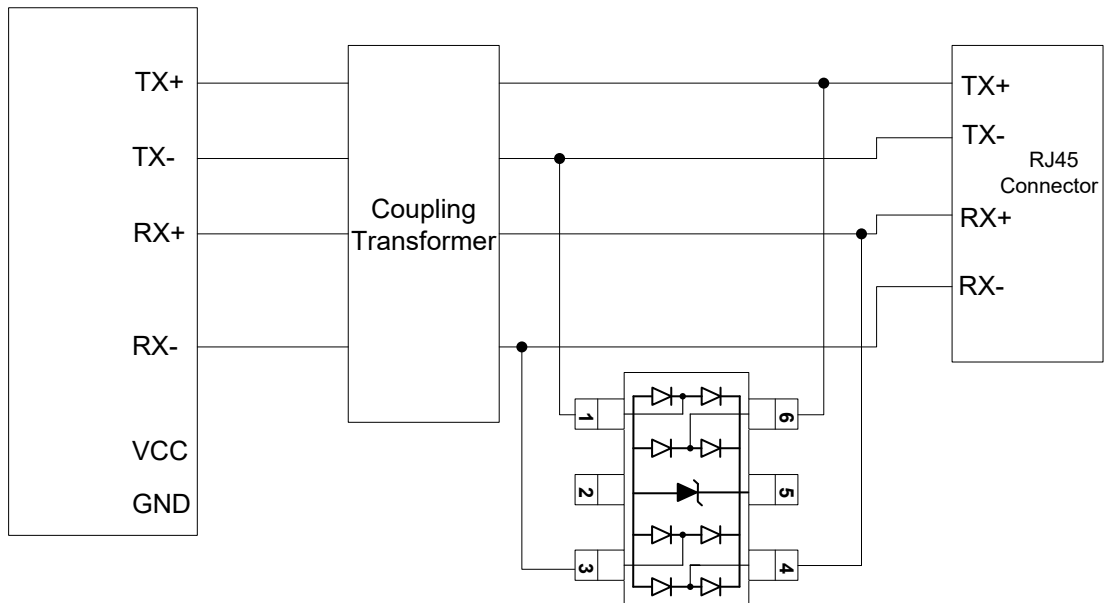 TX+
TX-
RX+
RX-
VCC
GND
Coupling
Transformer
TX+
TX-
RJ45
Connector
RX+
RX-
1
2
3
6
5
4